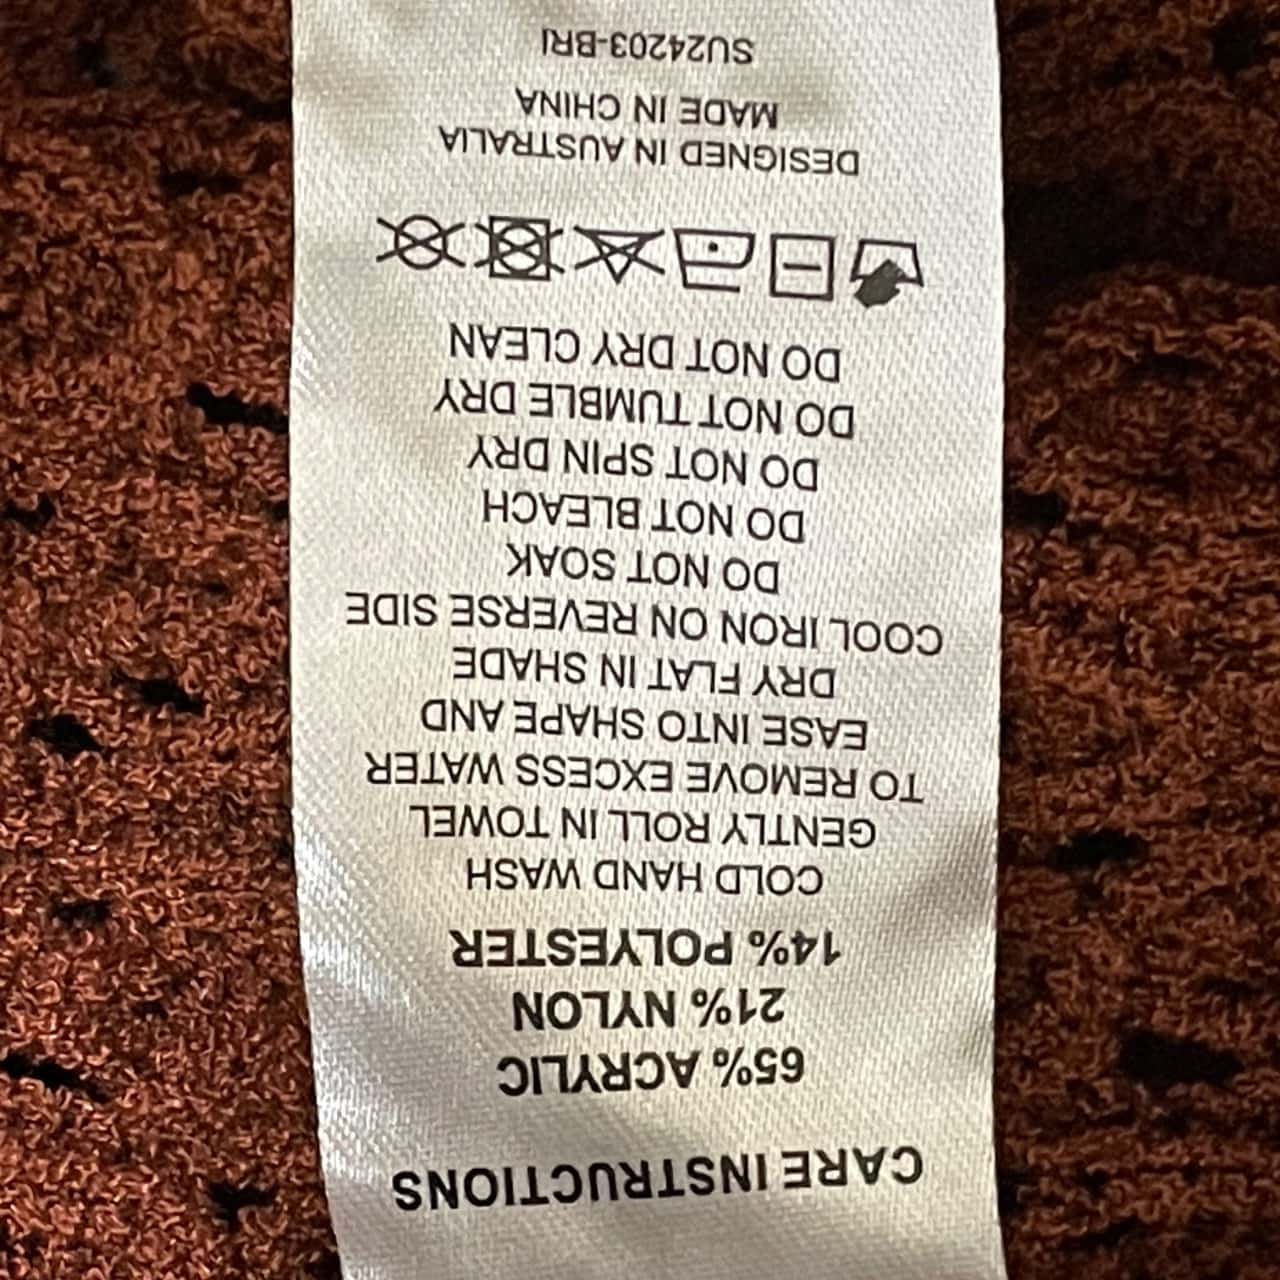 CARE INSTRUCTIONS
65% ACRYLIC
21% NYLON
14% POLYESTER
COLD HAND WASH
GENTLY ROLL IN TOWEL
TO REMOVE EXCESS WATER
EASE INTO SHAPE AND
DRY FLAT IN SHADE
COOL IRON ON REVERSE SIDE
DO NOT SOAK
DO NOT BLEACH
DO NOT SPIN DRY
DO NOT TUMBLE DRY
DO NOT DRY CLEAN
DESIGNED IN AUSTRALIA
MADE IN CHINA
SU24203-BRI